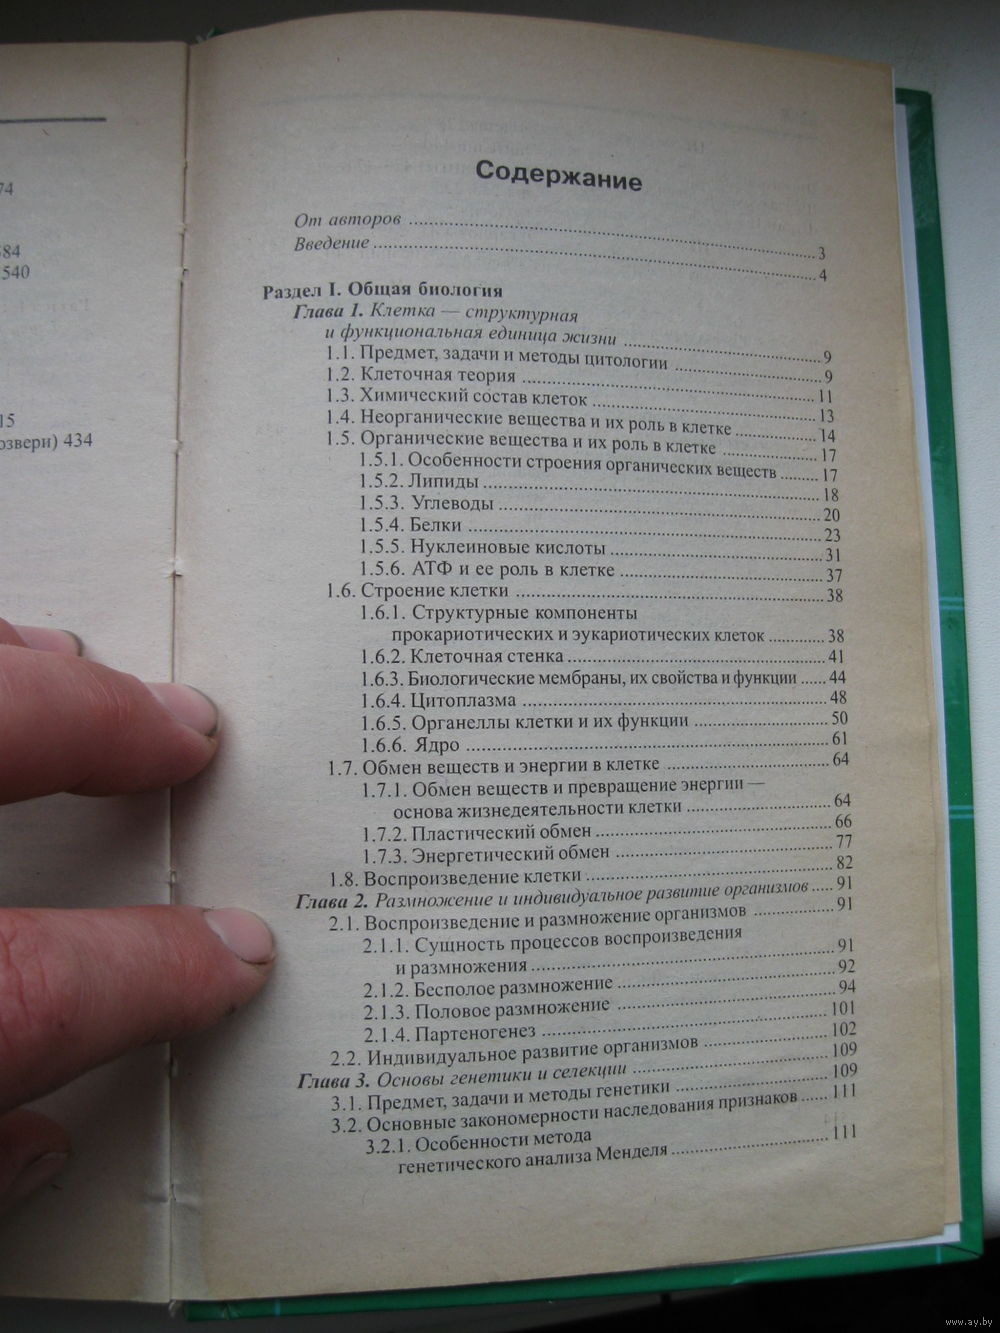 74
384
540
15
озвери) 434
Содержание
От авторов ........ 3
Введение ........ 4
Раздел I. Общая биология
Глава 1. Клетка — структурная
и функциональная единица жизни ........ 9
1.1. Предмет, задачи и методы цитологии ........ 9
1.2. Клеточная теория ........ 11
1.3. Химический состав клеток ........ 13
1.4. Неорганические вещества и их роль в клетке ........ 14
1.5. Органические вещества и их роль в клетке ........ 17
1.5.1. Особенности строения органических веществ ........ 17
1.5.2. Липиды ........ 18
1.5.3. Углеводы ........ 20
1.5.4. Белки ........ 23
1.5.5. Нуклеиновые кислоты ........ 31
1.5.6. АТФ и ее роль в клетке ........ 37
1.6. Строение клетки ........ 38
1.6.1. Структурные компоненты
прокариотических и эукариотических клеток ........ 38
1.6.2. Клеточная стенка ........ 41
1.6.3. Биологические мембраны, их свойства и функции ...... 44
1.6.4. Цитоплазма ........ 48
1.6.5. Органеллы клетки и их функции ........ 50
1.6.6. Ядро ........ 61
1.7. Обмен веществ и энергии в клетке ........ 64
1.7.1. Обмен веществ и превращение энергии —
основа жизнедеятельности клетки ........ 64
1.7.2. Пластический обмен ........ 66
1.7.3. Энергетический обмен ........ 77
1.8. Воспроизведение клетки ........ 82
Глава 2. Размножение и индивидуальное развитие организмов ..... 91
2.1. Воспроизведение и размножение организмов ........ 91
2.1.1. Сущность процессов воспроизведения
и размножения ........ 91
2.1.2. Бесполое размножение ........ 92
2.1.3. Половое размножение ........ 94
2.1.4. Партеногенез ........ 101
2.2. Индивидуальное развитие организмов ........ 102
Глава 3. Основы генетики и селекции ........ 109
3.1. Предмет, задачи и методы генетики ........ 109
3.2. Основные закономерности наследования признаков ...... 111
3.2.1. Особенности метода
генетического анализа Менделя ........ 111
www.ay.by